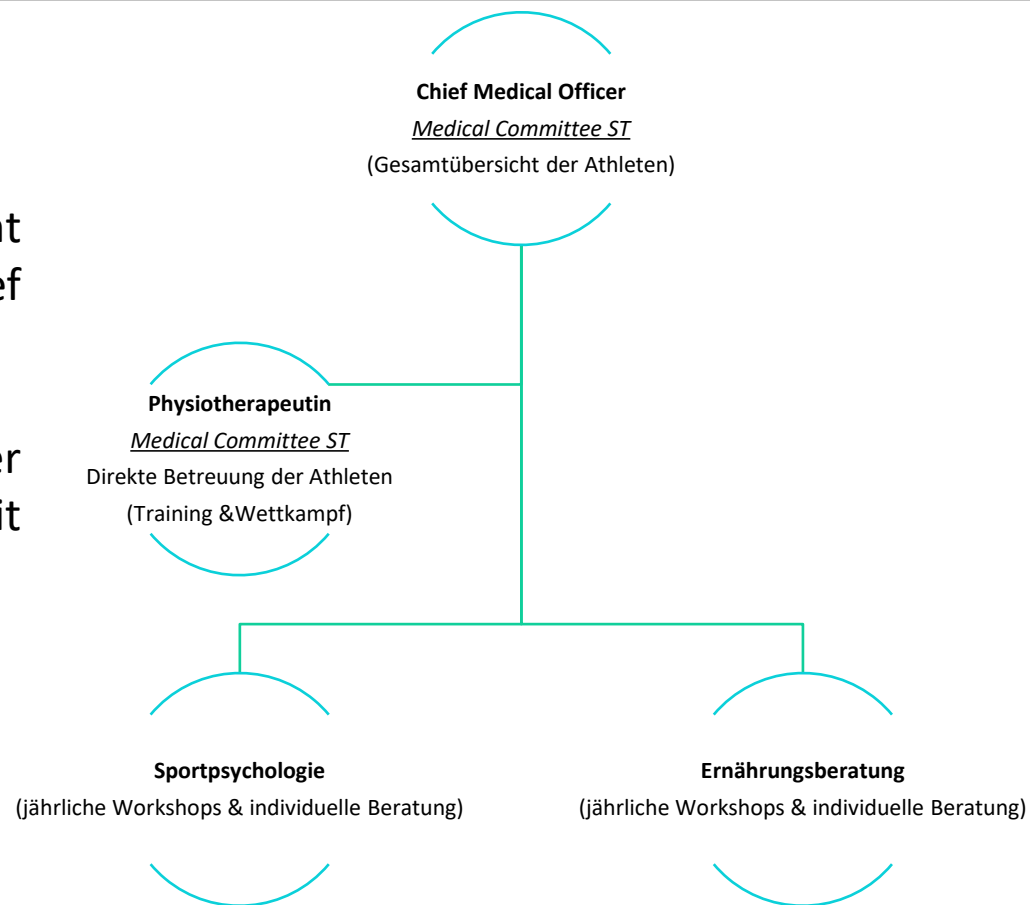 Chief Medical Officer
Medical Committee ST
(Gesamtübersicht der Athleten)
ef
Physiotherapeutin
Medical Committee ST
Direkte Betreuung der Athleten
(Training &Wettkampf)
er
it
Sportpsychologie
(jährliche Workshops & individuelle Beratung)
Ernährungsberatung
(jährliche Workshops & individuelle Beratung)